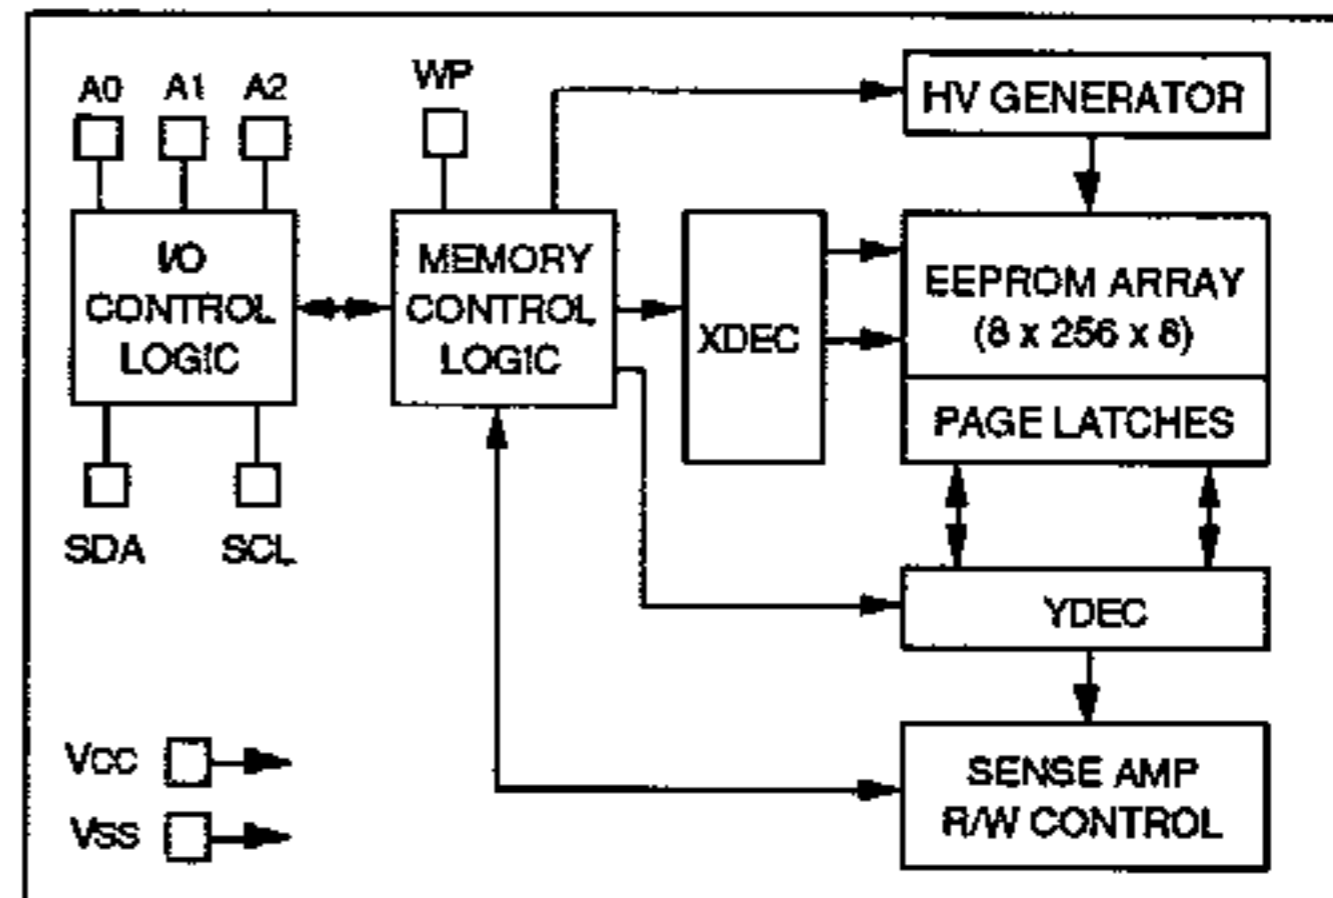 A0 A1 A2
WP
HV GENERATOR
I/O
CONTROL
LOGIC
MEMORY
CONTROL
LOGIC
XDEC
EEPROM ARRAY
(8 x 256 x 8)
PAGE LATCHES
SDA SCL
YDEC
VCC
VSS
SENSE AMP
R/W CONTROL